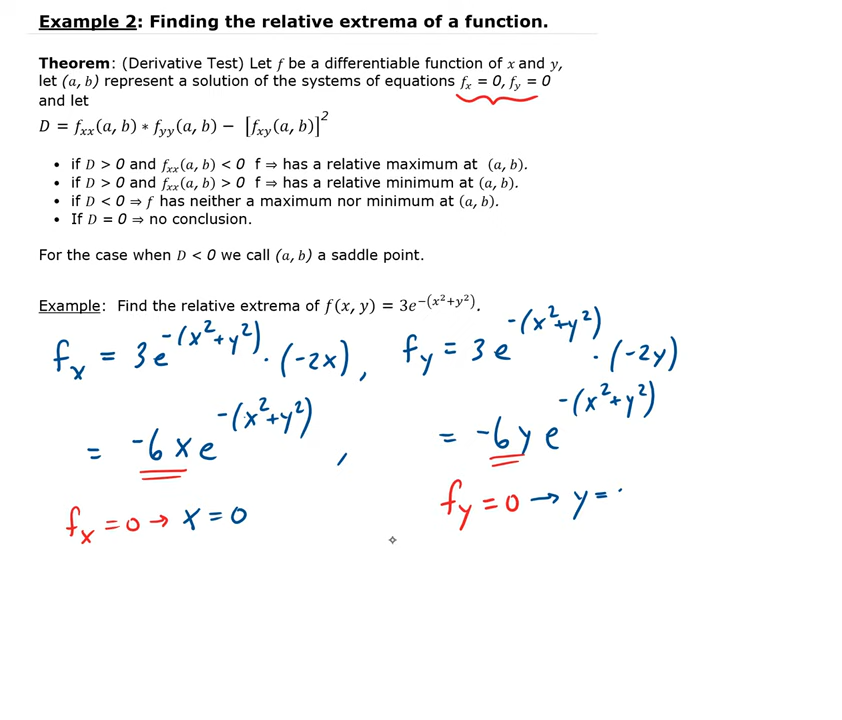 Example 2: Finding the relative extrema of a function.
Theorem: (Derivative Test) Let f be a differentiable function of x and y,
let (a, b) represent a solution of the systems of equations fₓ = 0, f_y = 0
and let
D = fₓₓ(a, b) ∗ f_yy(a, b) − [f_xy(a, b)]²
• if D > 0 and fₓₓ(a, b) < 0 f ⇒ has a relative maximum at (a, b).
• if D > 0 and fₓₓ(a, b) > 0 f ⇒ has a relative minimum at (a, b).
• if D < 0 ⇒ f has neither a maximum nor minimum at (a, b).
• If D = 0 ⇒ no conclusion.
For the case when D < 0 we call (a, b) a saddle point.
Example: Find the relative extrema of f(x, y) = 3e^−(x²+y²).
fₓ = 3e^-(x²+y²) · (-2x), f_y = 3e^-(x²+y²) · (-2y)
= -6xe^-(x²+y²) , = -6ye^-(x²+y²)
fₓ = 0 → x = 0 f_y = 0 → y =